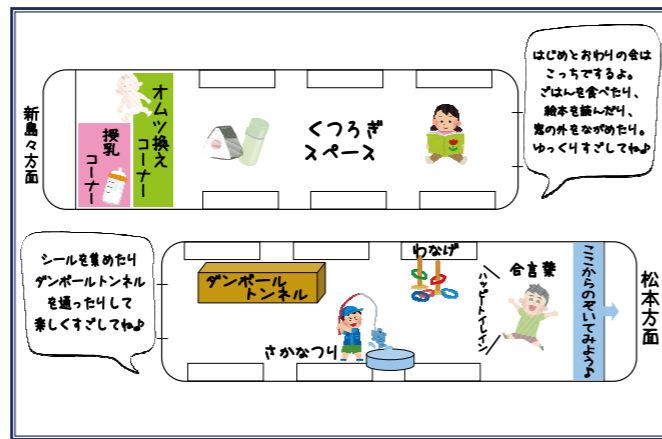 新島々方面
授乳
コーナー
オムツ換え
コーナー
くつろぎ
スペース
はじめとおわりの会は
こっちでするよ。
ごはんを食べたり、
絵本を読んだり、
窓の外をながめたり。
ゆっくりすごしてね♪
シールを集めたり
ダンボールトンネル
を通ったりして
楽しくすごしてね♪
ダンボール
トンネル
さかなつり
わなげ
ハッピートイレイン
合言葉
ここからのぞいてみよう♪
松本方面